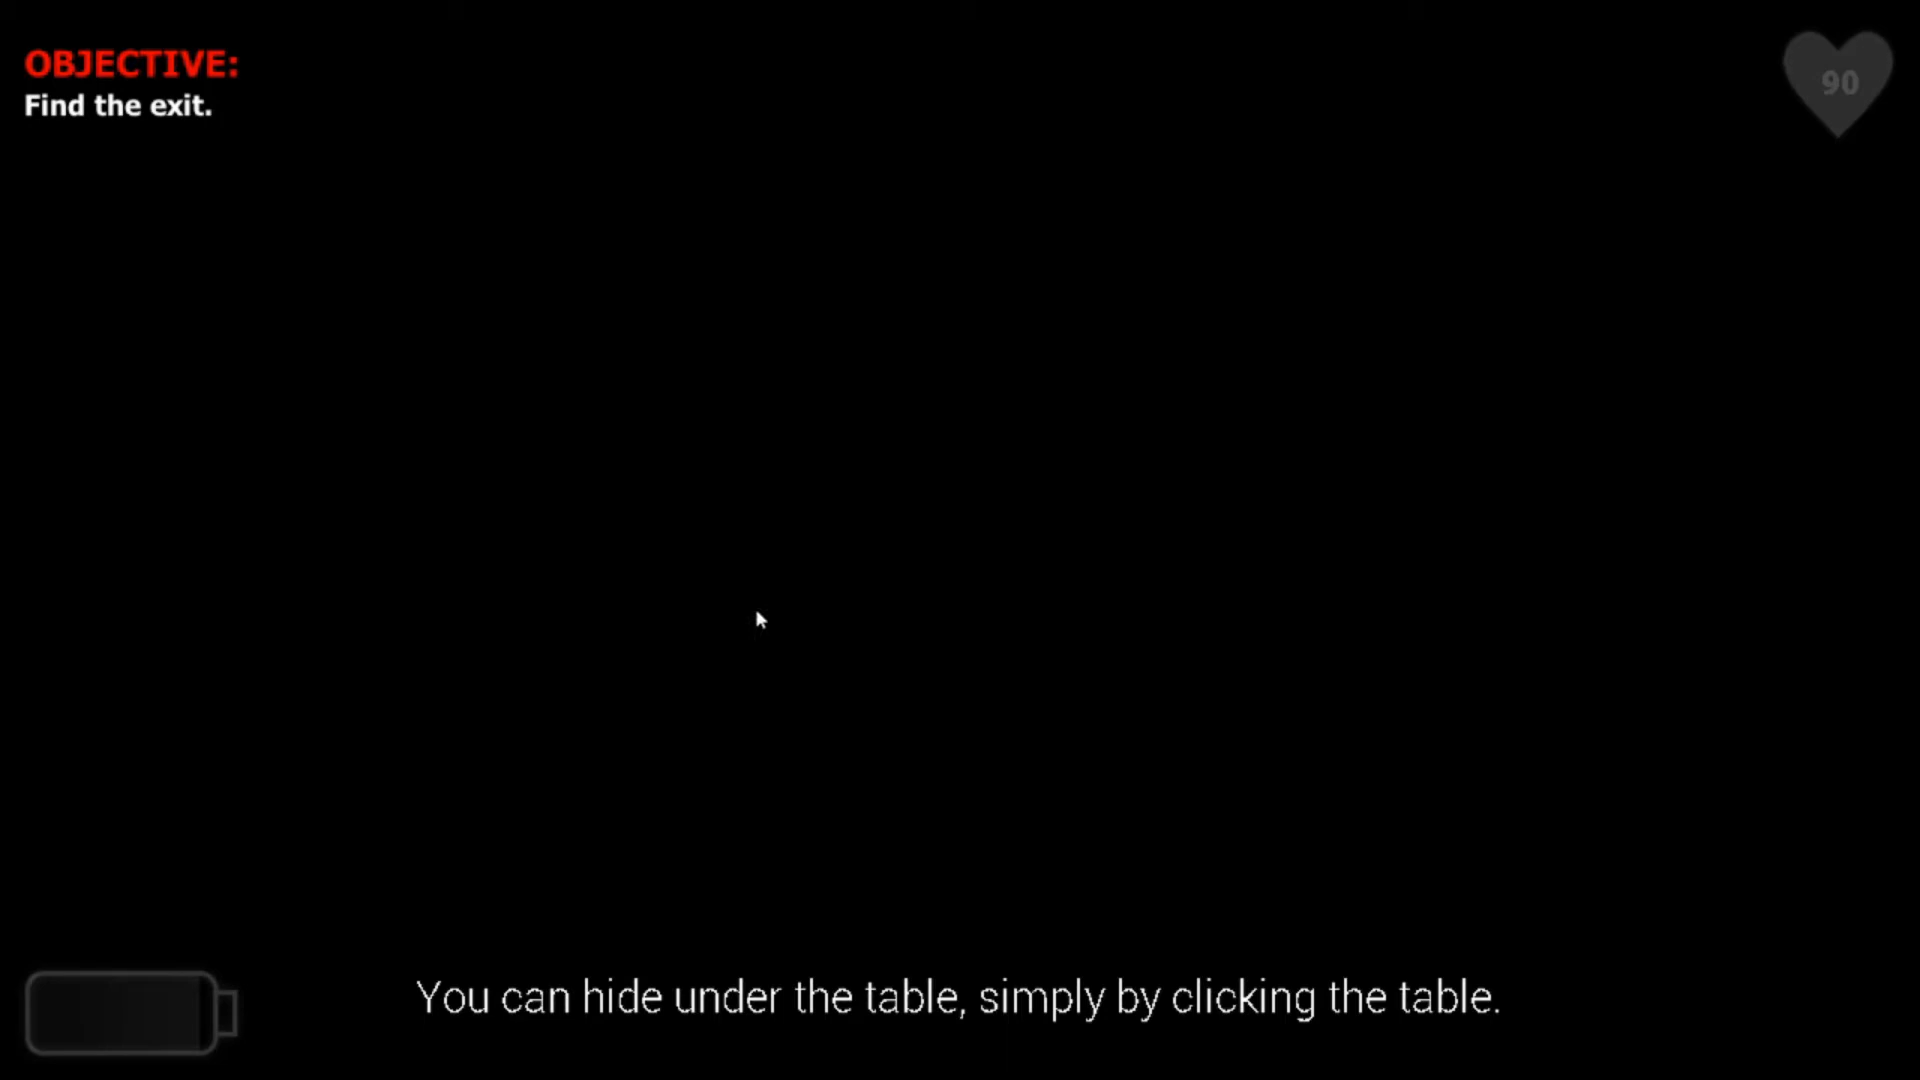 OBJECTIVE:
Find the exit.
90
You can hide under the table, simply by clicking the table.